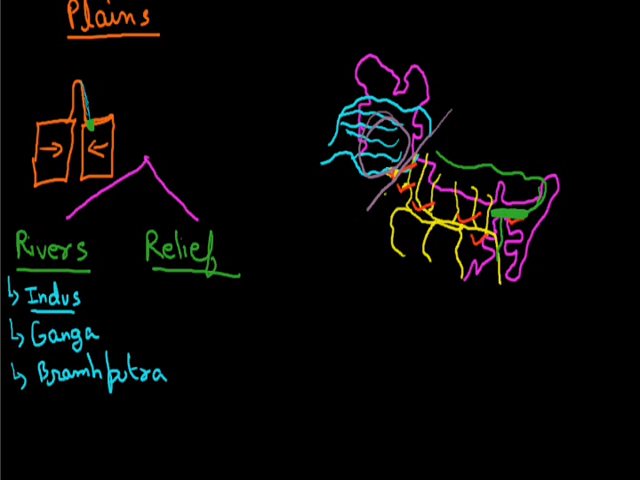 Plains
Rivers
Relief
↳ Indus
↳ Ganga
↳ Bramhputra